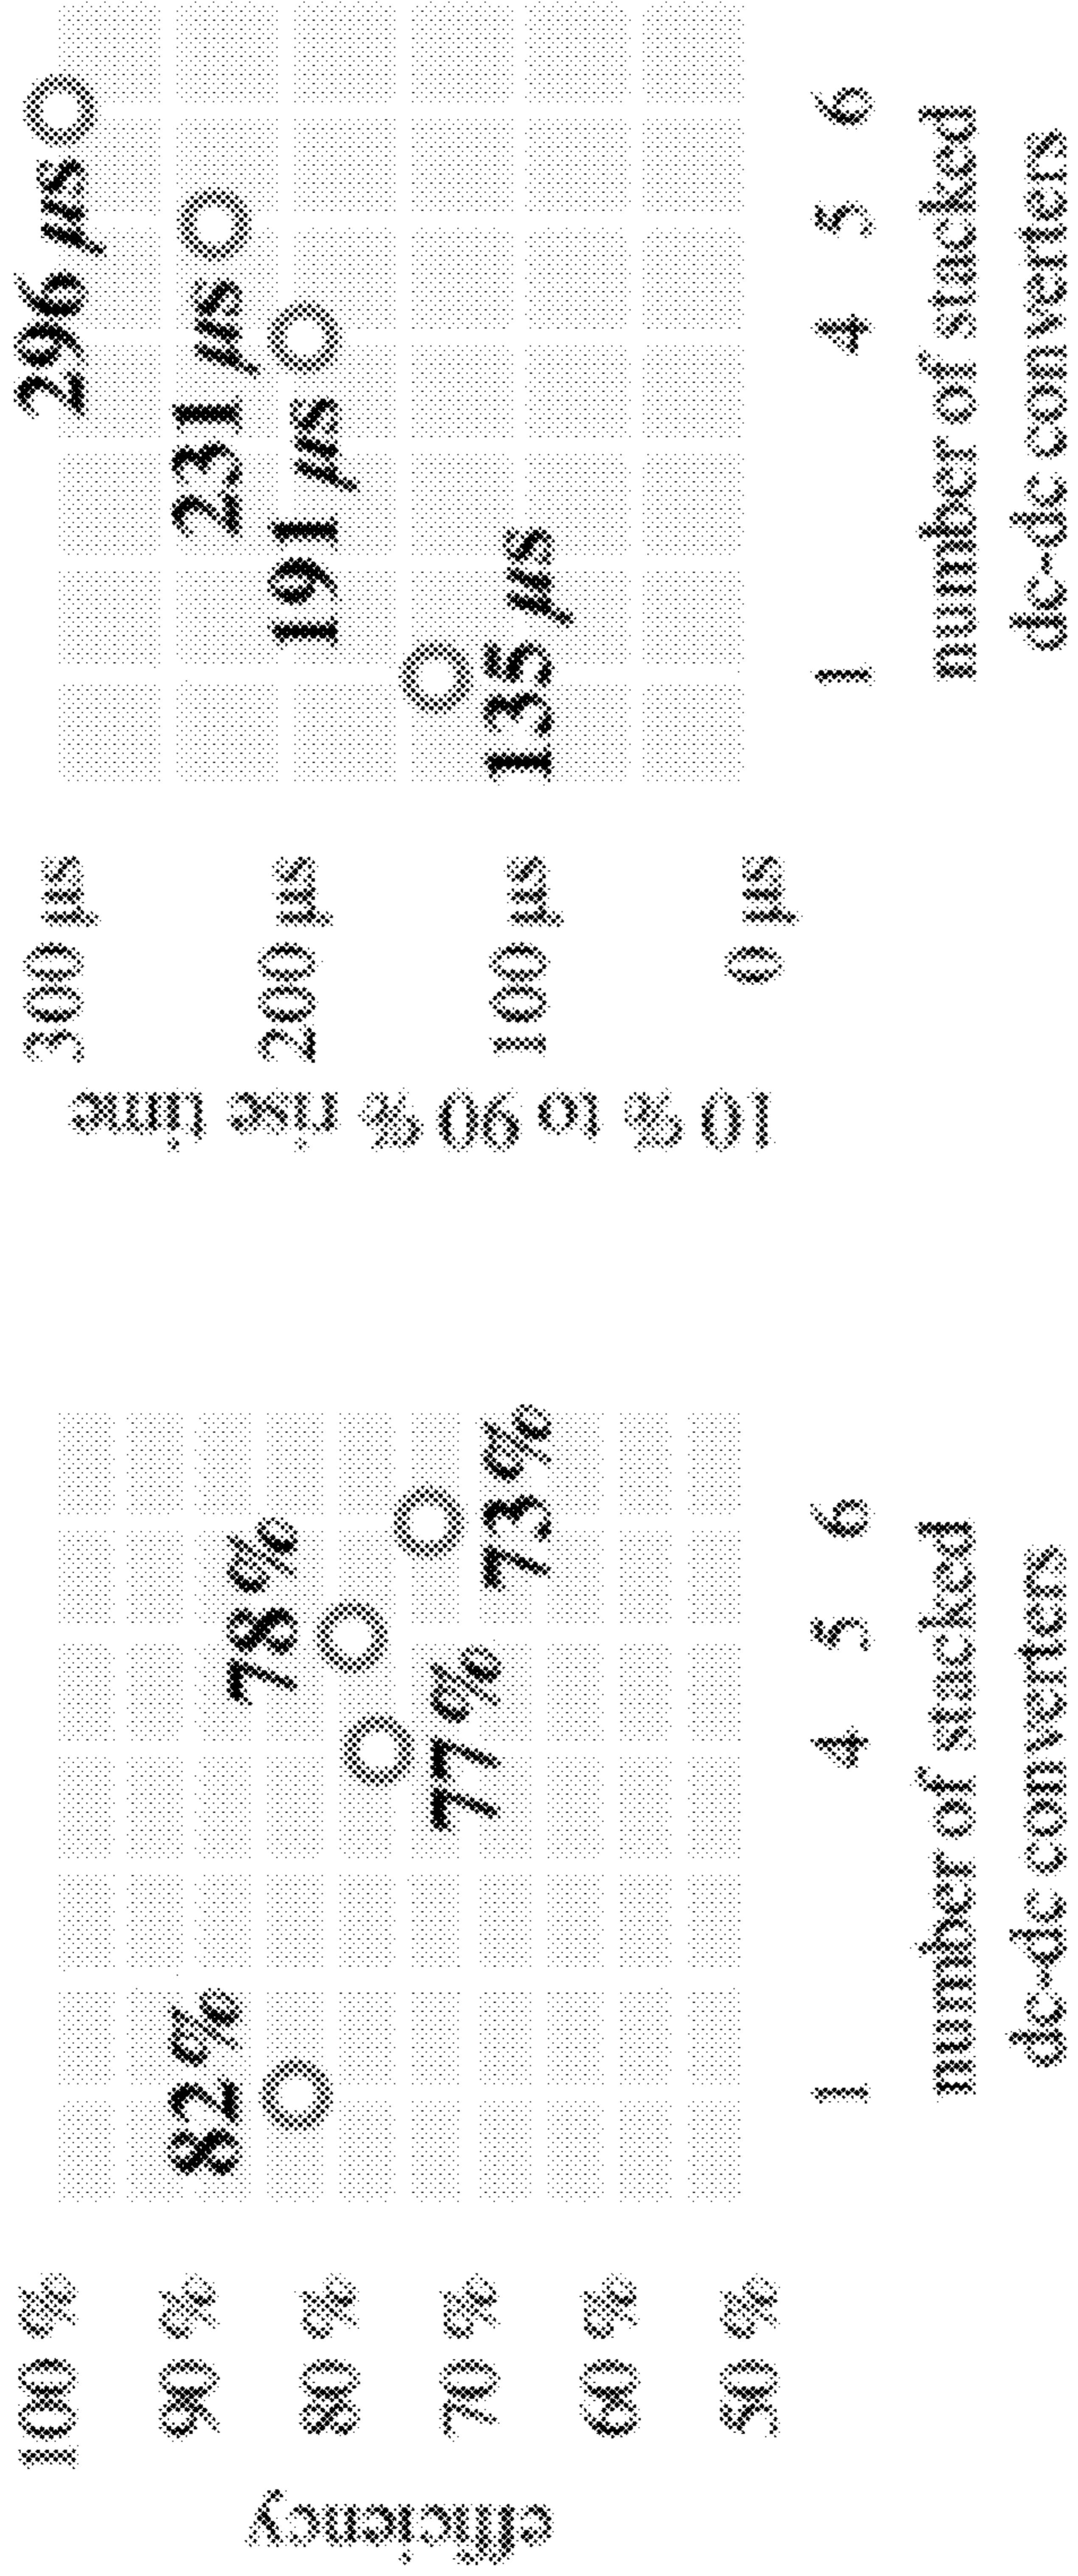 efficiency
100 %
90 %
80 %
70 %
60 %
50 %
82 %
78 %
77 %
73 %
1 4 5 6
number of stacked
dc-dc converters
10 % to 90 % rise time
300 µs
200 µs
100 µs
0 µs
296 µs
231 µs
191 µs
135 µs
1 4 5 6
number of stacked
dc-dc converters